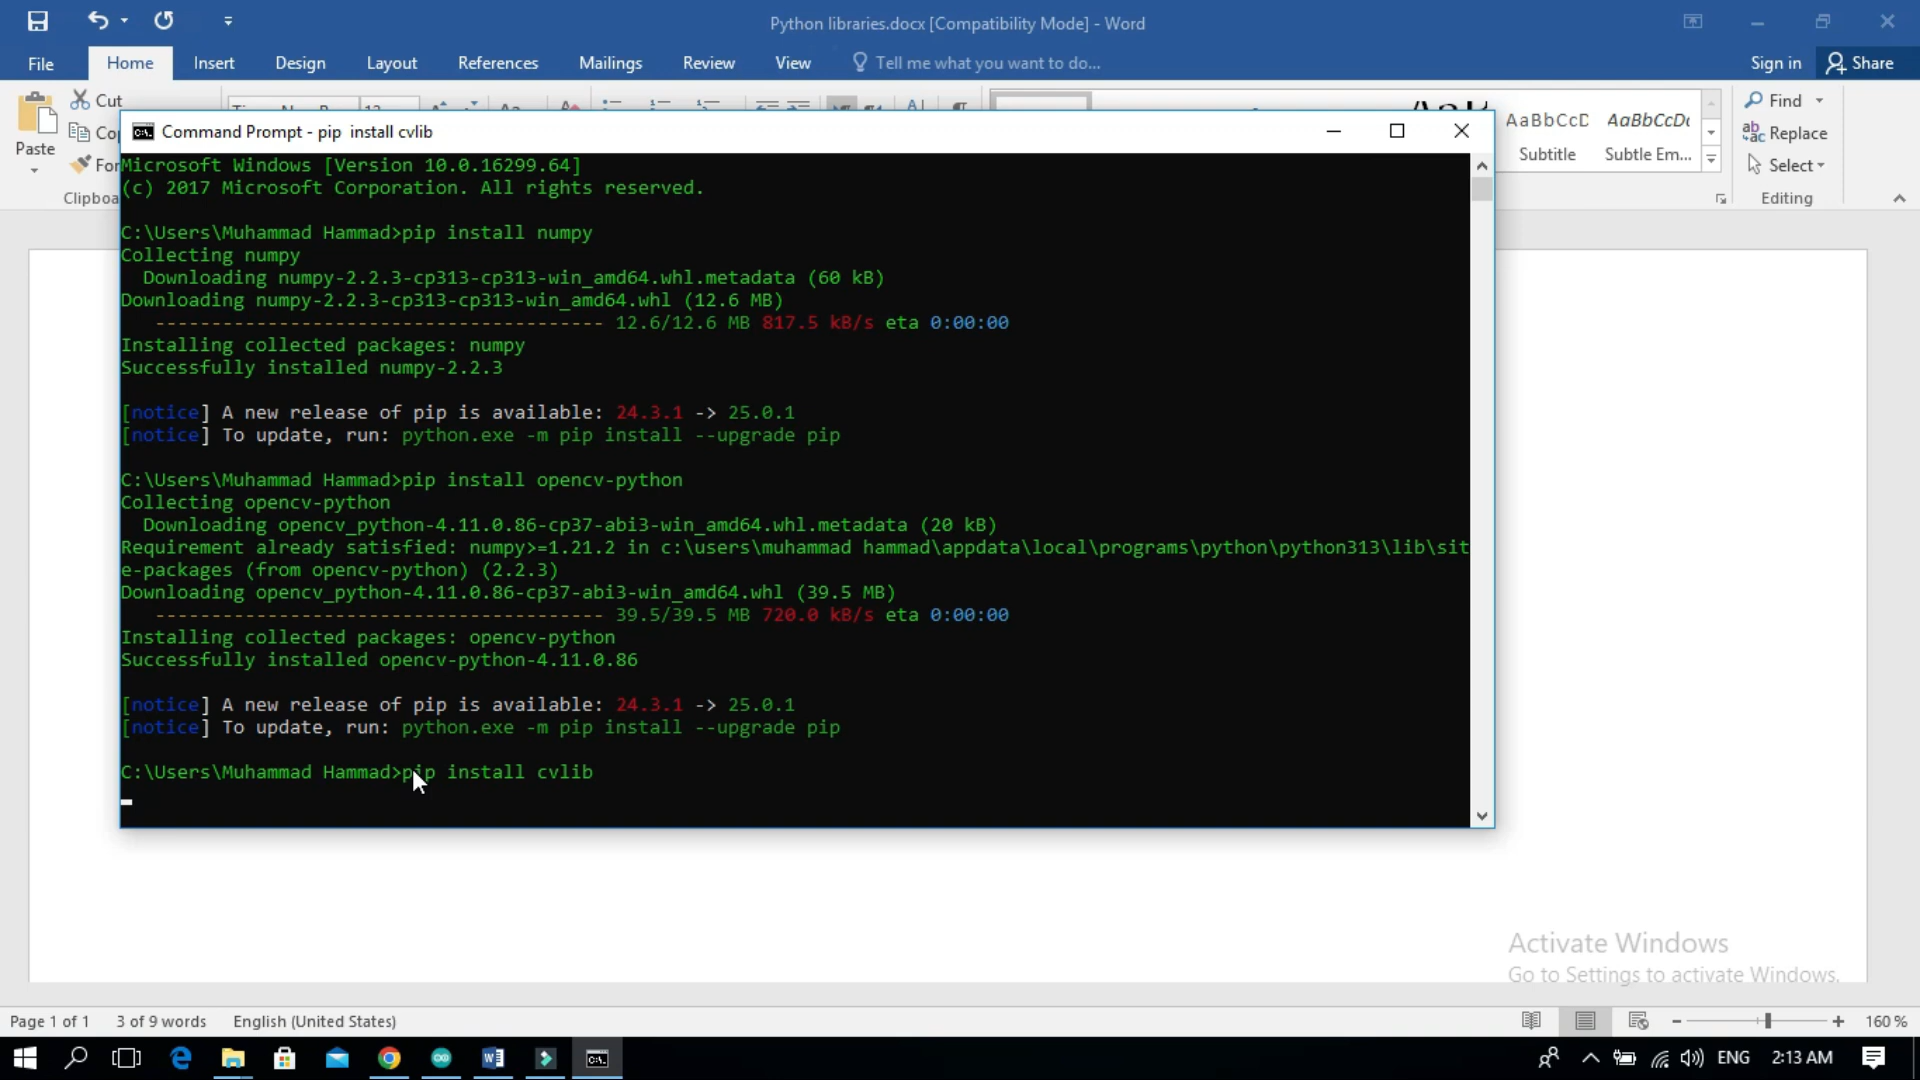 Python libraries.docx [Compatibility Mode] - Word
File Home Insert Design Layout References Mailings Review View Tell me what you want to do... Sign in Share
Cut
Paste
Clipboa
AaBbCcD AaBbCcDc
Subtitle Subtle Em...
Find
Replace
Select
Editing
Command Prompt - pip  install cvlib
Microsoft Windows [Version 10.0.16299.64]
(c) 2017 Microsoft Corporation. All rights reserved.
C:\Users\Muhammad Hammad>pip install numpy
Collecting numpy
  Downloading numpy-2.2.3-cp313-cp313-win_amd64.whl.metadata (60 kB)
Downloading numpy-2.2.3-cp313-cp313-win_amd64.whl (12.6 MB)
   ---------------------------------------- 12.6/12.6 MB 817.5 kB/s eta 0:00:00
Installing collected packages: numpy
Successfully installed numpy-2.2.3
[notice] A new release of pip is available: 24.3.1 -> 25.0.1
[notice] To update, run: python.exe -m pip install --upgrade pip
C:\Users\Muhammad Hammad>pip install opencv-python
Collecting opencv-python
  Downloading opencv_python-4.11.0.86-cp37-abi3-win_amd64.whl.metadata (20 kB)
Requirement already satisfied: numpy>=1.21.2 in c:\users\muhammad hammad\appdata\local\programs\python\python313\lib\sit
e-packages (from opencv-python) (2.2.3)
Downloading opencv_python-4.11.0.86-cp37-abi3-win_amd64.whl (39.5 MB)
   ---------------------------------------- 39.5/39.5 MB 720.0 kB/s eta 0:00:00
Installing collected packages: opencv-python
Successfully installed opencv-python-4.11.0.86
[notice] A new release of pip is available: 24.3.1 -> 25.0.1
[notice] To update, run: python.exe -m pip install --upgrade pip
C:\Users\Muhammad Hammad>pip install cvlib
Activate Windows
Go to Settings to activate Windows.
Page 1 of 1 3 of 9 words English (United States) 160 %
ENG 2:13 AM